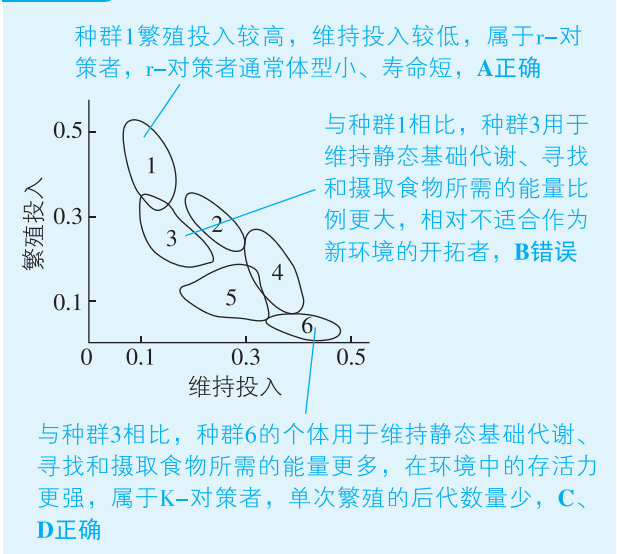 种群1繁殖投入较高，维持投入较低，属于r-对
策者，r-对策者通常体型小、寿命短，A正确
与种群1相比，种群3用于
维持静态基础代谢、寻找
和摄取食物所需的能量比
例更大，相对不适合作为
新环境的开拓者，B错误
繁殖投入
0.5
0.3
0.1
0
0.1
0.3
0.5
维持投入
1
2
3
4
5
6
与种群3相比，种群6的个体用于维持静态基础代谢、
寻找和摄取食物所需的能量更多，在环境中的存活力
更强，属于K-对策者，单次繁殖的后代数量少，C、
D正确